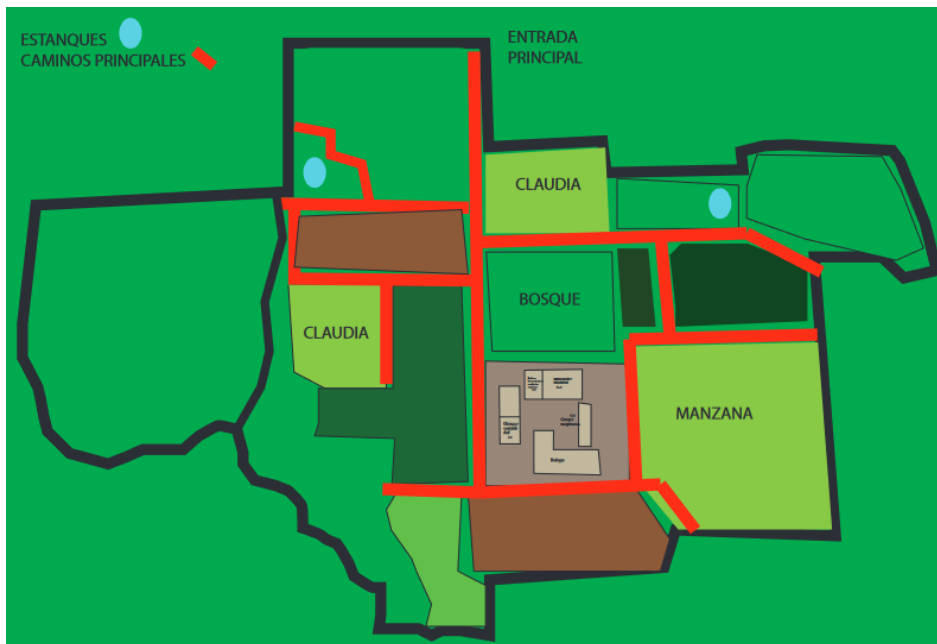 ESTANQUES
CAMINOS PRINCIPALES
ENTRADA
PRINCIPAL
CLAUDIA
BOSQUE
CLAUDIA
MANZANA
Bodega